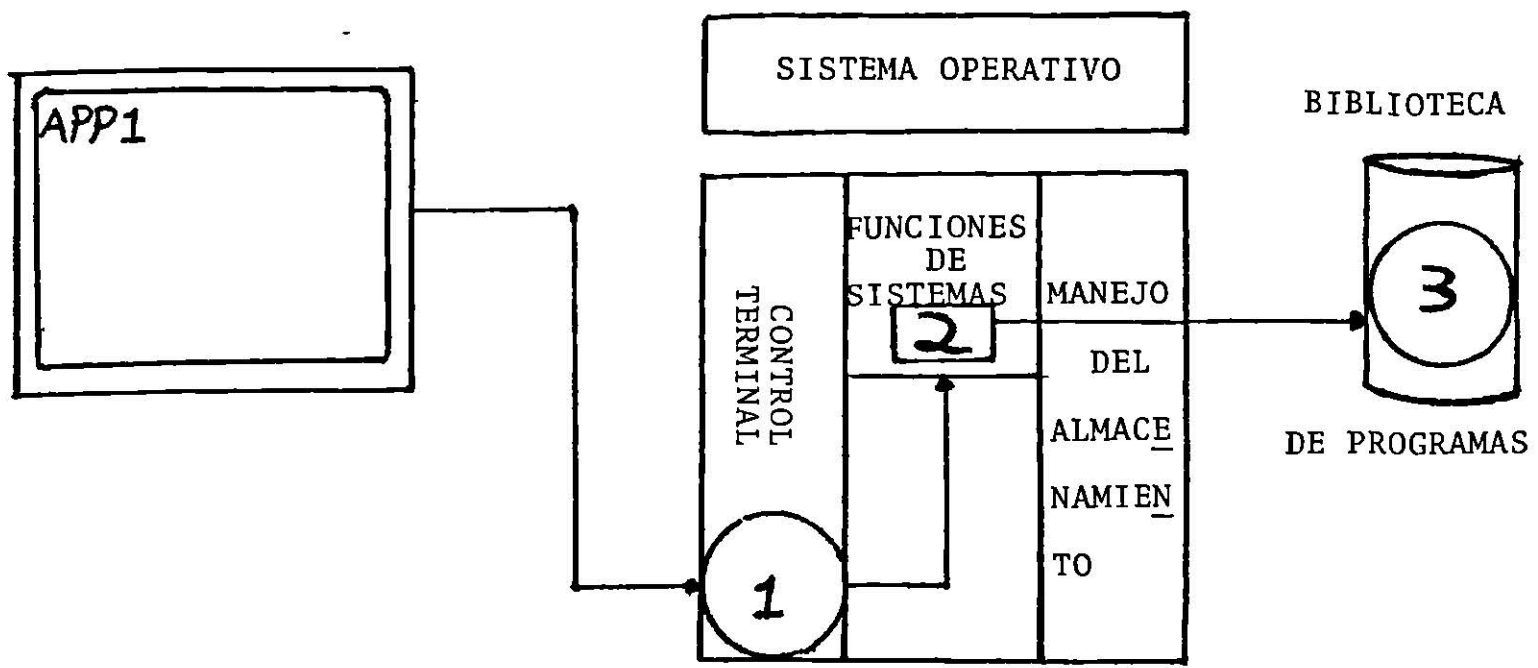 APP1
SISTEMA OPERATIVO
BIBLIOTECA
3
DE PROGRAMAS
CONTROL
TERMINAL
1
FUNCIONES
DE
SISTEMAS
2
MANEJO
DEL
ALMACE
NAMIEN
TO